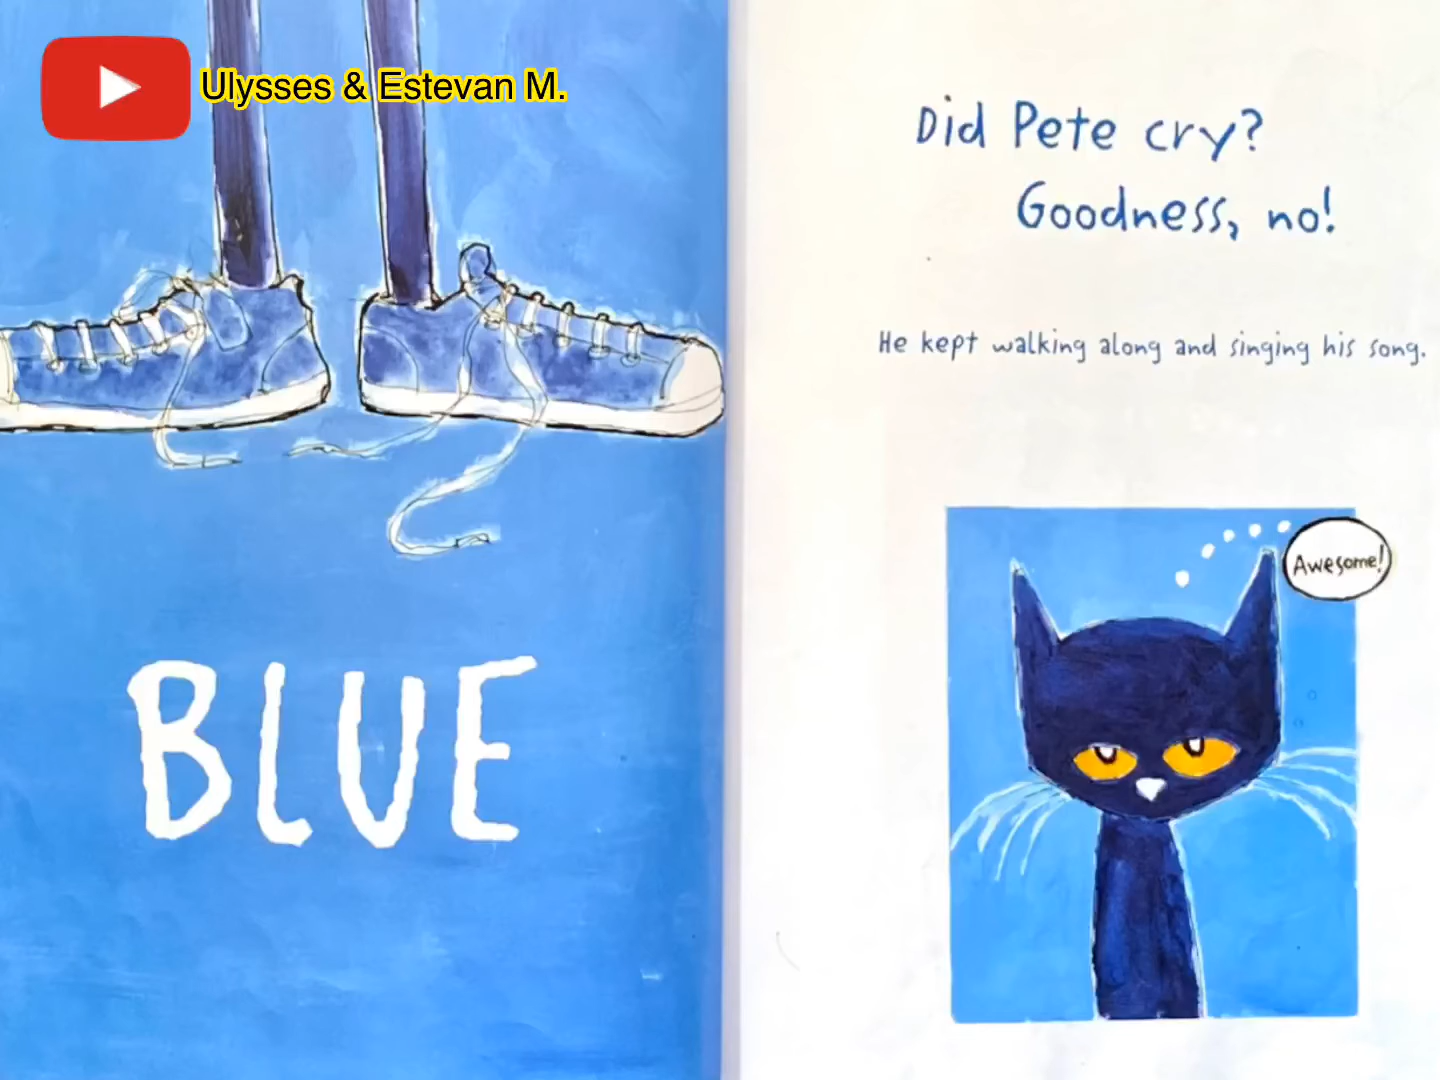 Ulysses & Estevan M.
BLUE
Did Pete cry?
Goodness, no!
He kept walking along and singing his song.
Awesome!